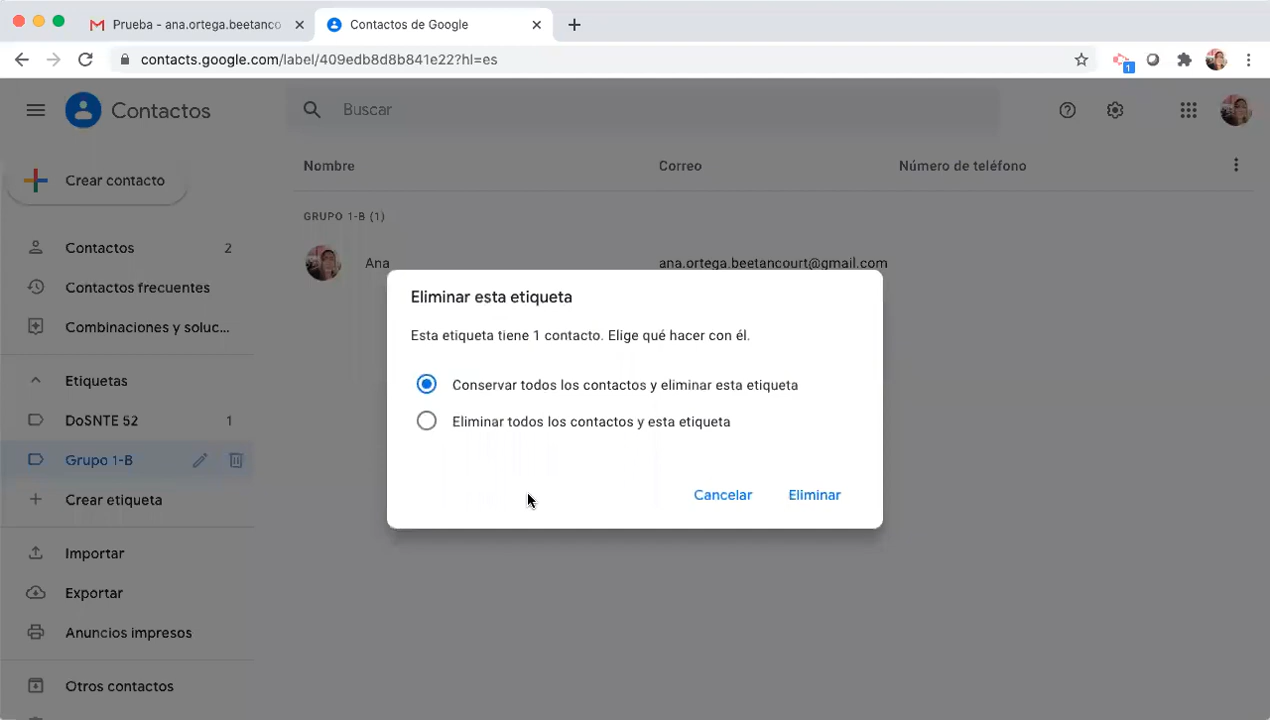 Prueba - ana.ortega.beetanco
Contactos de Google
contacts.google.com/label/409edb8d8b841e22?hl=es
1
Contactos
Buscar
Crear contacto
Nombre
Correo
Número de teléfono
GRUPO 1-B (1)
Ana
ana.ortega.beetancourt@gmail.com
Contactos
2
Contactos frecuentes
Combinaciones y soluc...
Etiquetas
DoSNTE 52
1
Grupo 1-B
Crear etiqueta
Importar
Exportar
Anuncios impresos
Otros contactos
Eliminar esta etiqueta
Esta etiqueta tiene 1 contacto. Elige qué hacer con él.
Conservar todos los contactos y eliminar esta etiqueta
Eliminar todos los contactos y esta etiqueta
Cancelar
Eliminar